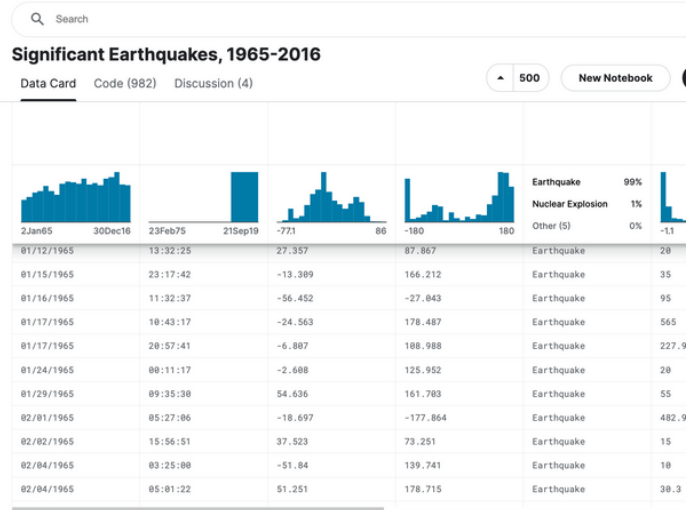 Search
Significant Earthquakes, 1965-2016
Data Card Code (982) Discussion (4)
500 New Notebook
Earthquake 99%
Nuclear Explosion 1%
Other (5) 0%
2Jan65 30Dec16 23Feb75 21Sep19 -77.1 86 -180 180 -1.1
01/12/1965 13:32:25 27.357 87.867 Earthquake 20
01/15/1965 23:17:42 -13.309 166.212 Earthquake 35
01/16/1965 11:32:37 -56.452 -27.043 Earthquake 95
01/17/1965 10:43:17 -24.563 178.487 Earthquake 565
01/17/1965 20:57:41 -6.807 108.988 Earthquake 227.9
01/24/1965 00:11:17 -2.608 125.952 Earthquake 20
01/29/1965 09:35:30 54.636 161.703 Earthquake 55
02/01/1965 05:27:06 -18.697 -177.864 Earthquake 482.9
02/02/1965 15:56:51 37.523 73.251 Earthquake 15
02/04/1965 03:25:00 -51.84 139.741 Earthquake 10
02/04/1965 05:01:22 51.251 178.715 Earthquake 30.3